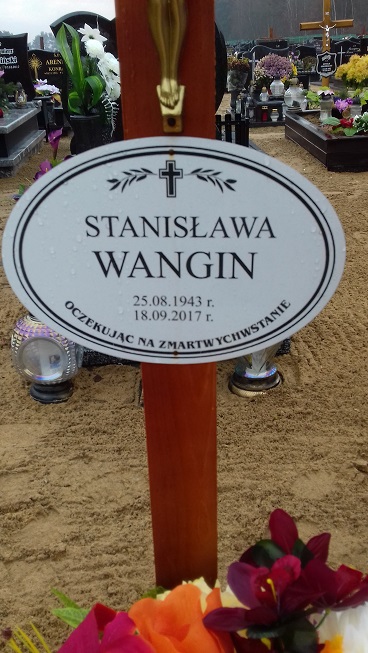 STANISŁAWA
WANGIN
25.08.1943 r.
18.09.2017 r.
OCZEKUJĄC NA ZMARTWYCHWSTANIE